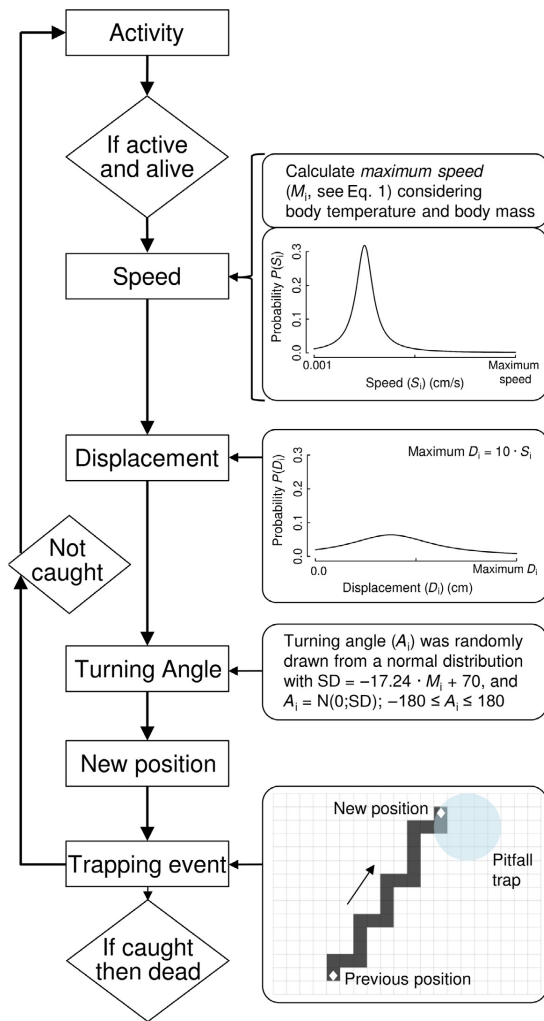 Activity
If active
and alive
Calculate maximum speed
(Mi, see Eq. 1) considering
body temperature and body mass
Speed
Probability P(Si)
0.3
0.2
0.1
0.0
0.001
Maximum
speed
Speed (Si) (cm/s)
Displacement
Maximum Di = 10 · Si
Probability P(Di)
0.3
0.2
0.1
0.0
0.0
Maximum Di
Displacement (Di) (cm)
Not
caught
Turning Angle
Turning angle (Ai) was randomly
drawn from a normal distribution
with SD = −17.24 · Mi + 70, and
Ai = N(0;SD); −180 ≤ Ai ≤ 180
New position
Trapping event
New position
Pitfall
trap
Previous position
If caught
then dead